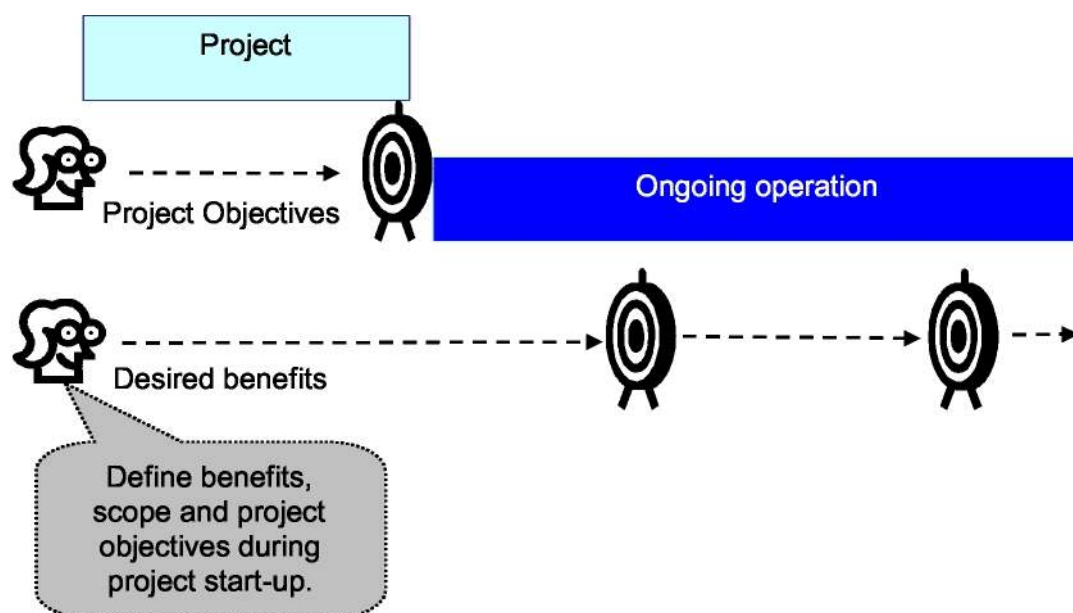 Project
Project Objectives
Ongoing operation
Desired benefits
Define benefits,
scope and project
objectives during
project start-up.